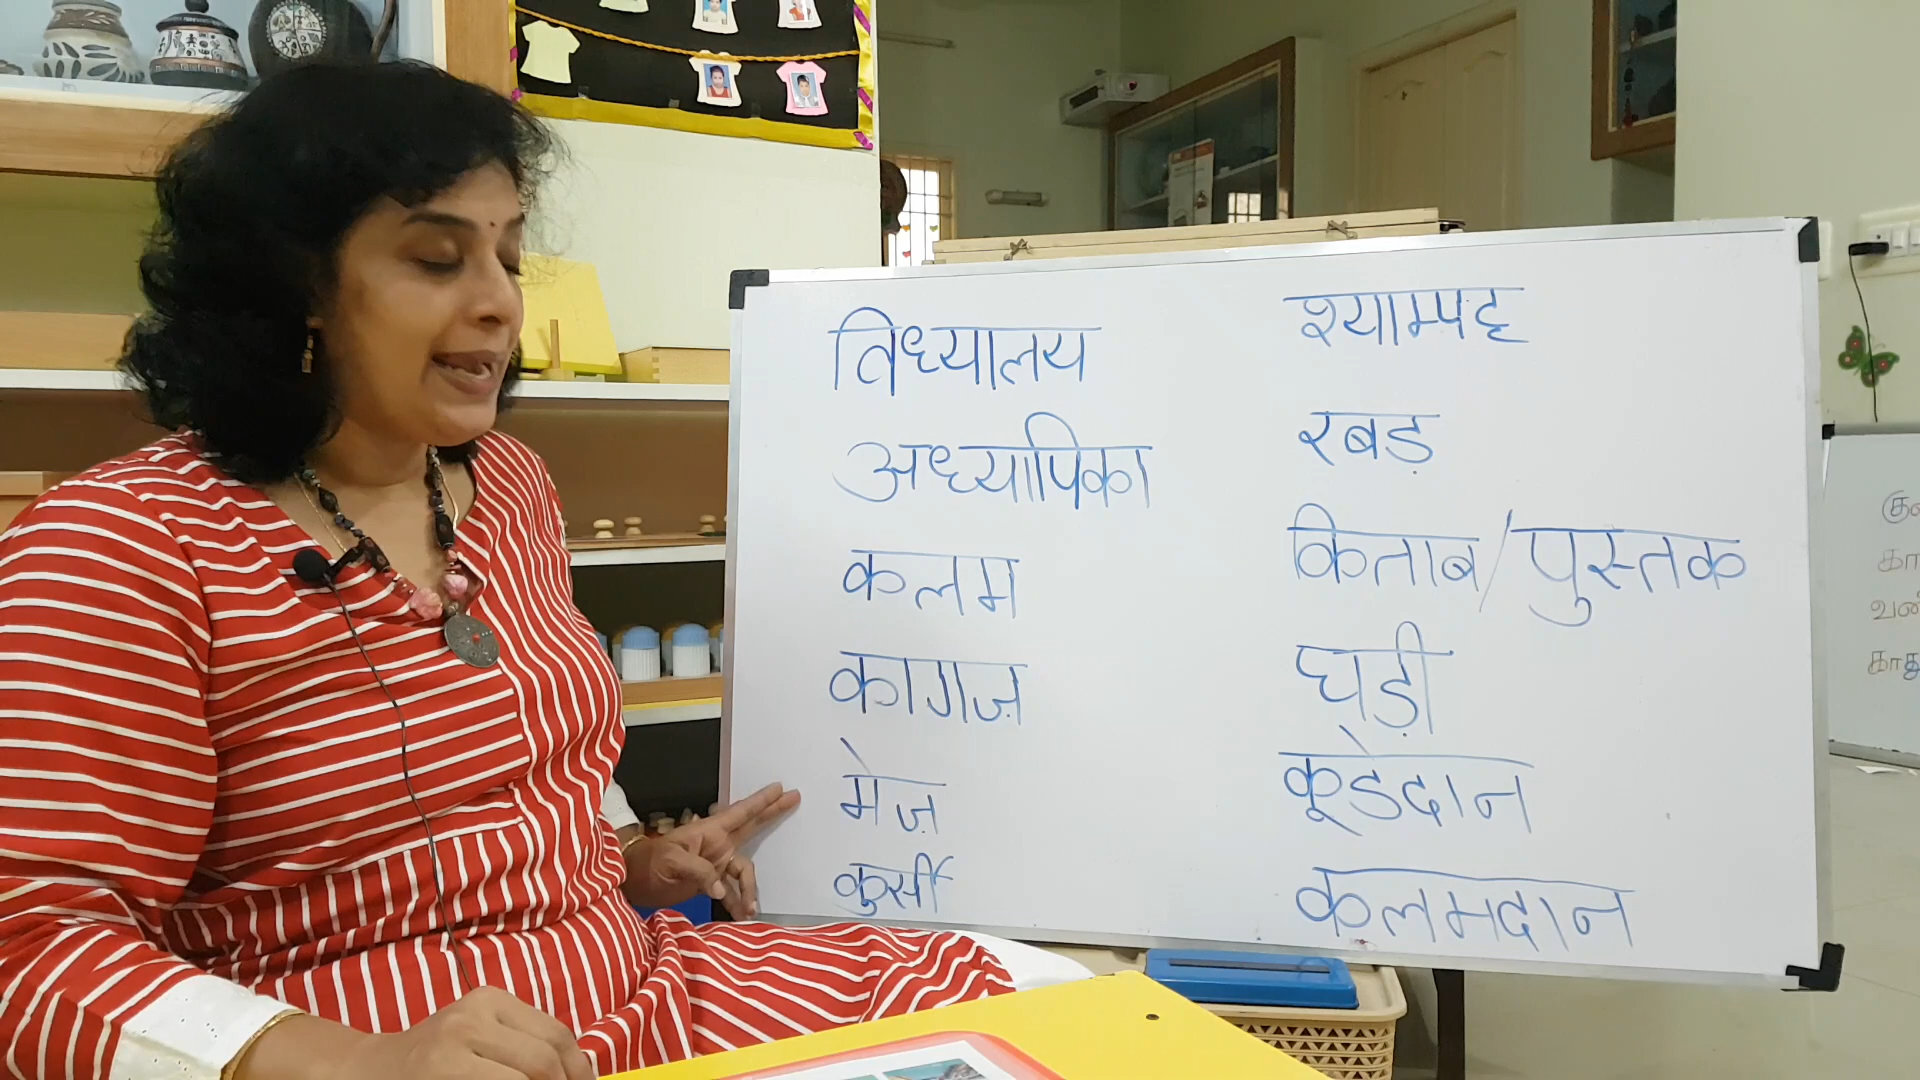 विध्यालय
अध्यापिका
कलम
कागज़
मेज़
कुर्सी
श्यामपट्ट
रबड़
किताब/पुस्तक
घड़ी
कूडेदान
कलमदान